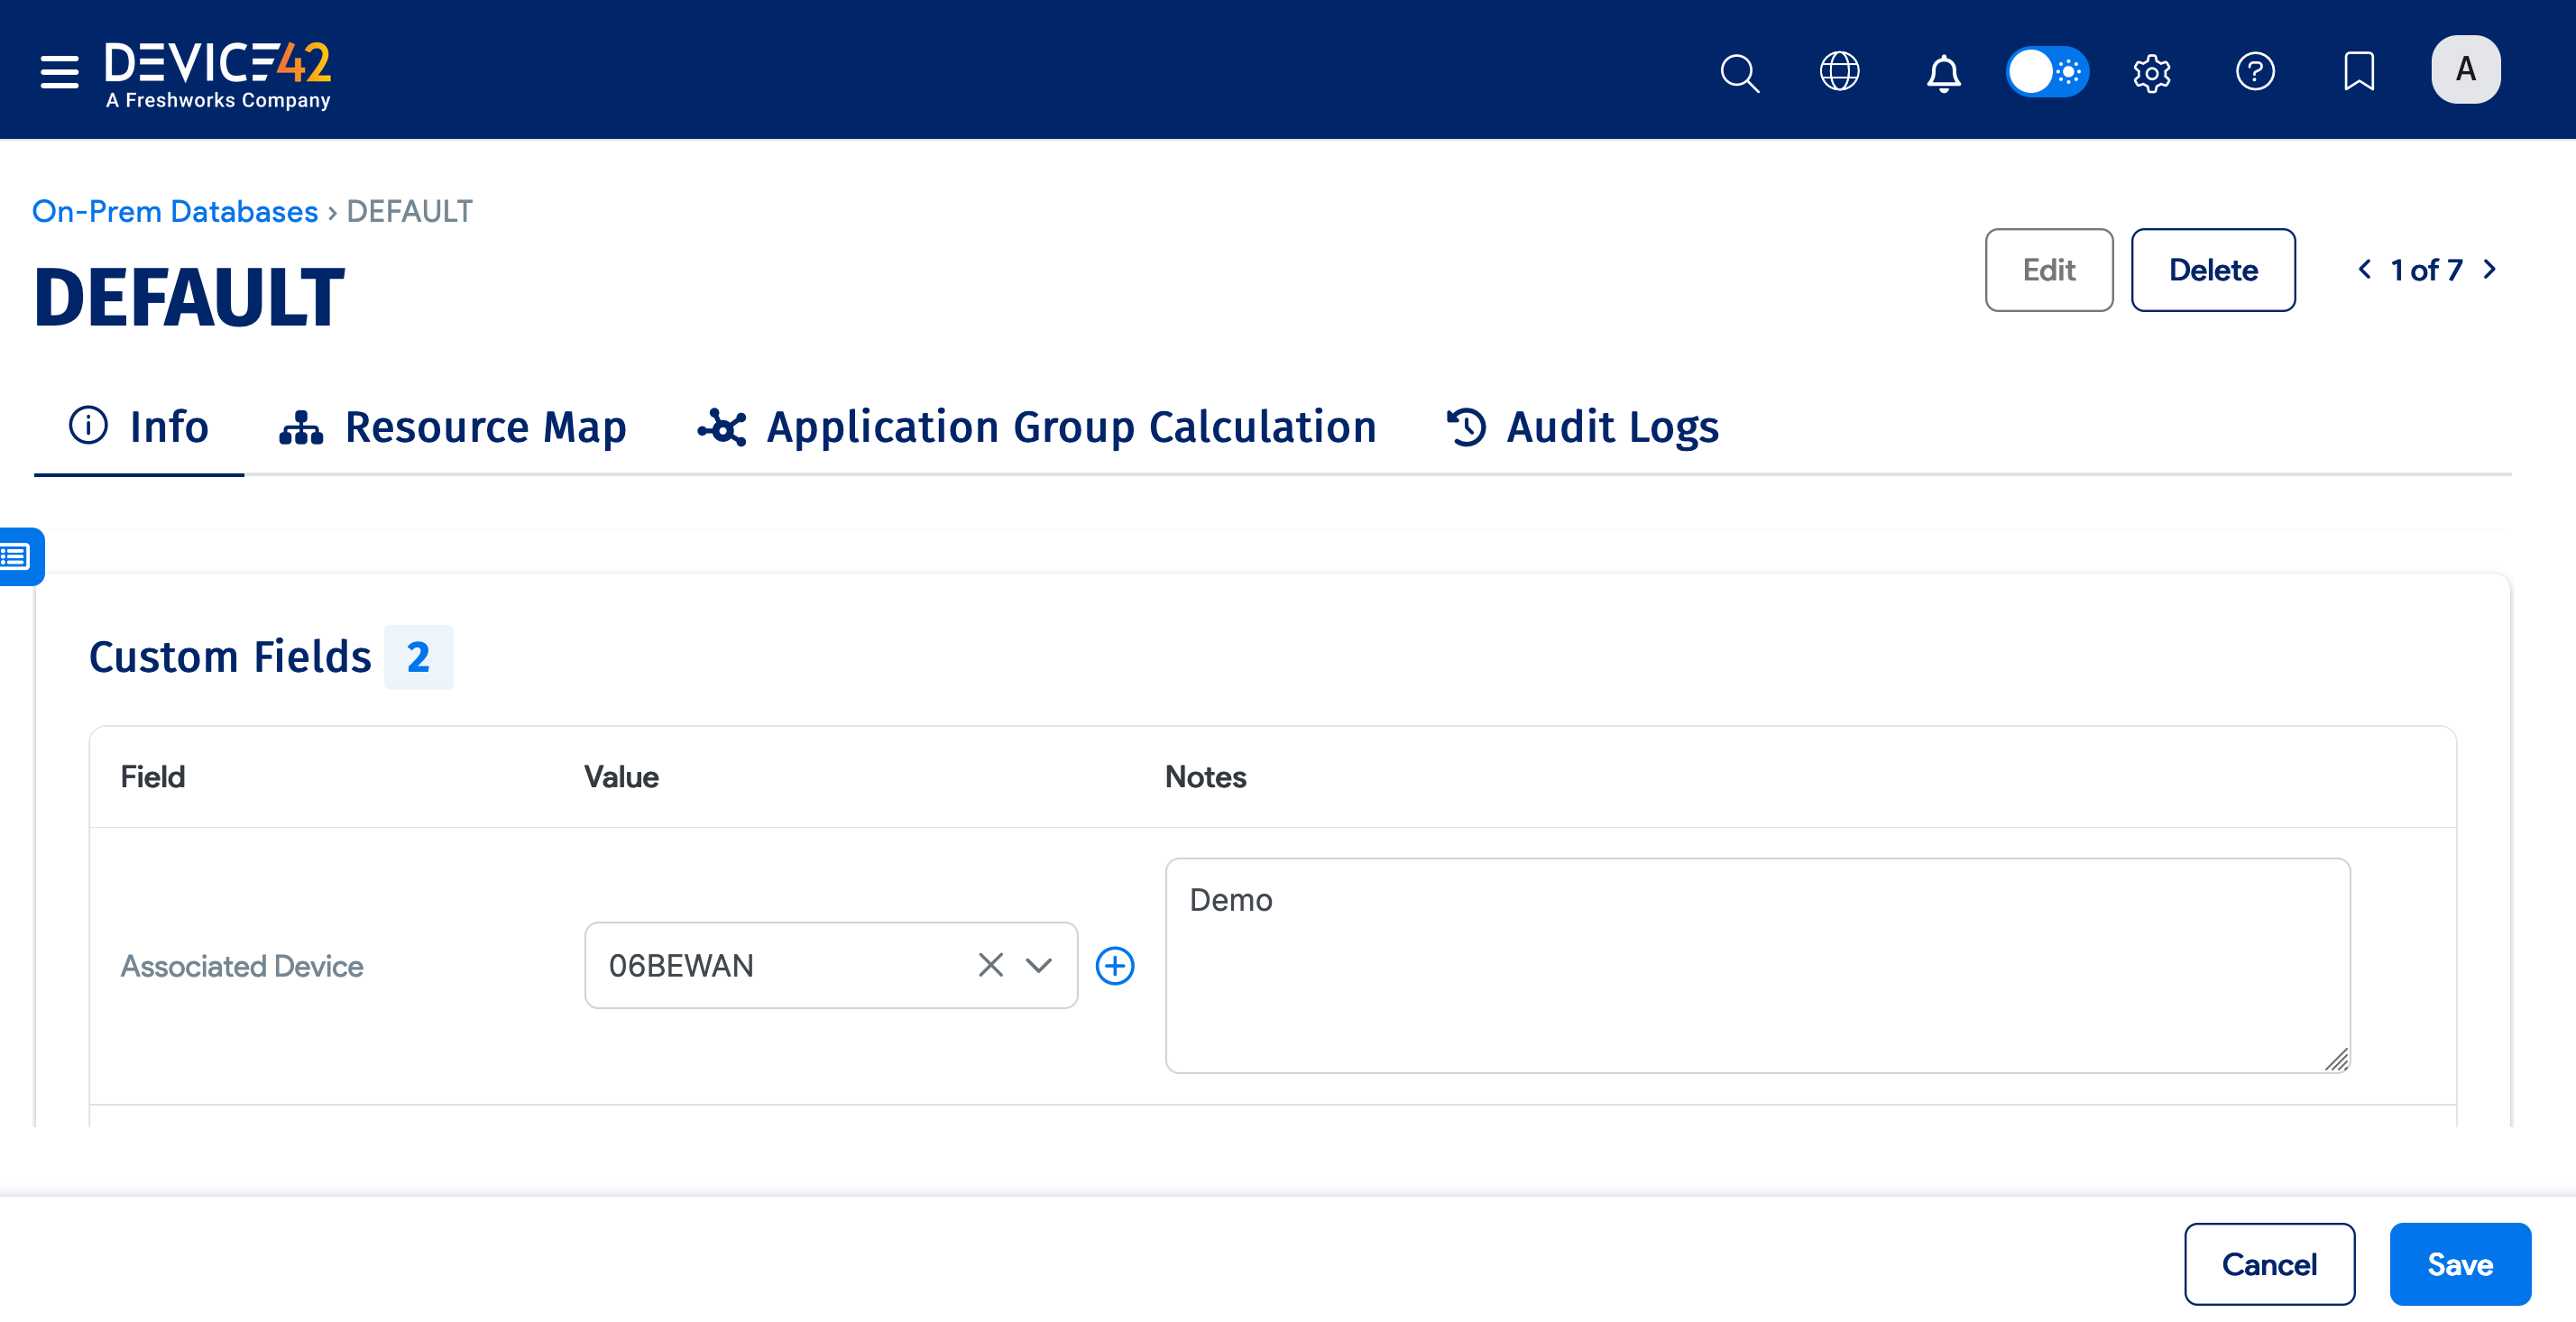 DEVICE42
A Freshworks Company
A
On-Prem Databases › DEFAULT
DEFAULT
Edit
Delete
1 of 7
Info
Resource Map
Application Group Calculation
Audit Logs
Custom Fields 2
Field
Value
Notes
Associated Device
06BEWAN
Demo
Cancel
Save